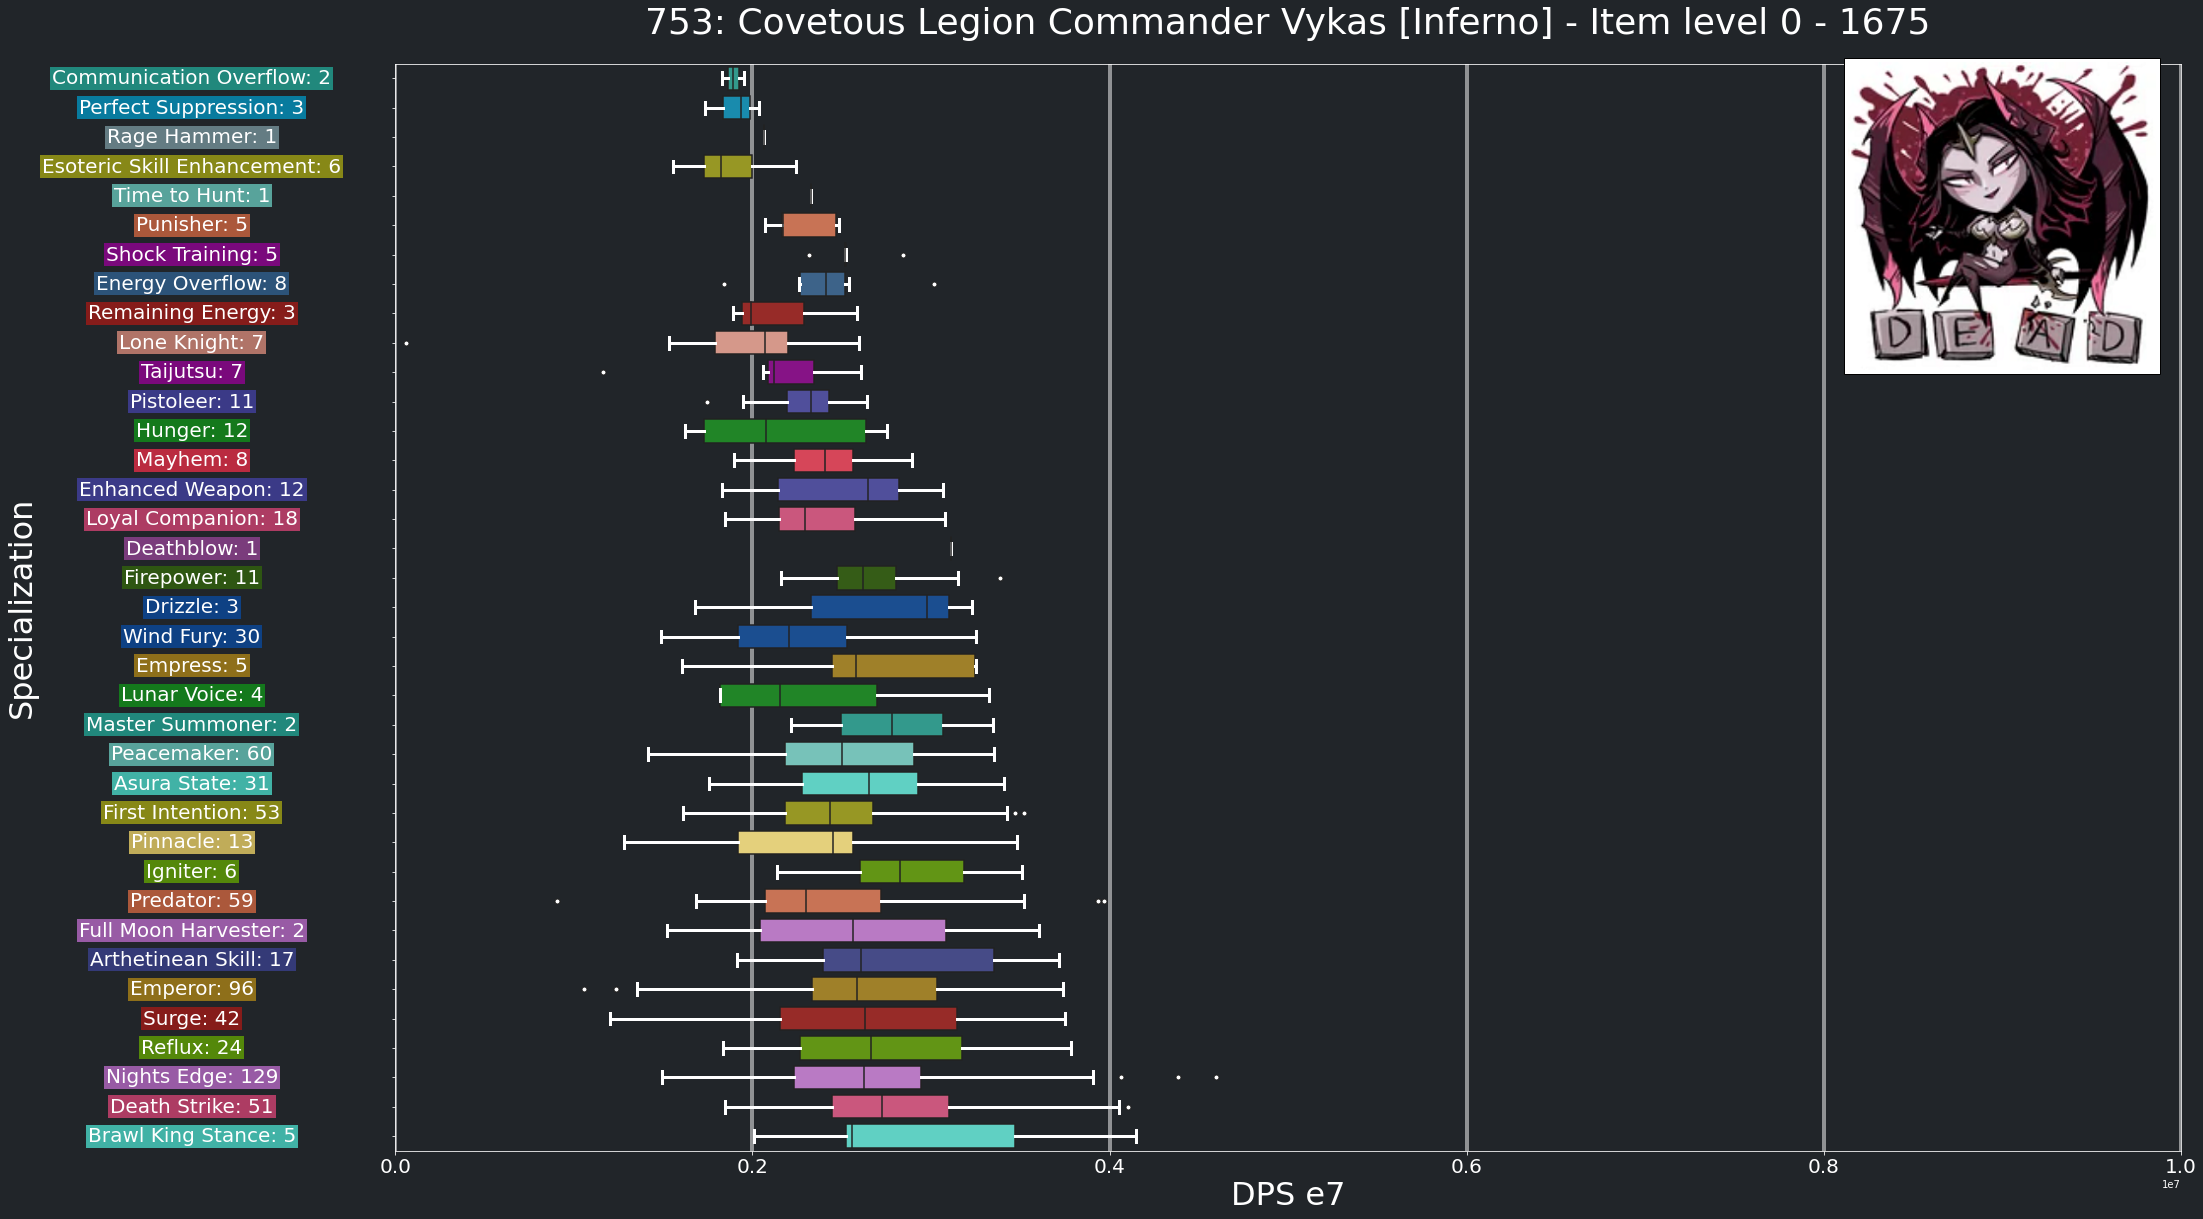 753: Covetous Legion Commander Vykas [Inferno] - Item level 0 - 1675
Communication Overflow: 2
Perfect Suppression: 3
Rage Hammer: 1
Esoteric Skill Enhancement: 6
Time to Hunt: 1
Punisher: 5
Shock Training: 5
Energy Overflow: 8
Remaining Energy: 3
Lone Knight: 7
Taijutsu: 7
Pistoleer: 11
Hunger: 12
Mayhem: 8
Enhanced Weapon: 12
Loyal Companion: 18
Deathblow: 1
Firepower: 11
Drizzle: 3
Wind Fury: 30
Empress: 5
Lunar Voice: 4
Master Summoner: 2
Peacemaker: 60
Asura State: 31
First Intention: 53
Pinnacle: 13
Igniter: 6
Predator: 59
Full Moon Harvester: 2
Arthetinean Skill: 17
Emperor: 96
Surge: 42
Reflux: 24
Nights Edge: 129
Death Strike: 51
Brawl King Stance: 5
Specialization
DEAD
0.0 0.2 0.4 0.6 0.8 1.0
1e7
DPS e7